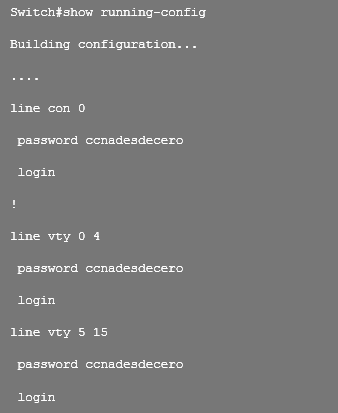 Switch#show running-config
Building configuration...
....
line con 0
 password ccnadesdecero
 login
!
line vty 0 4
 password ccnadesdecero
 login
line vty 5 15
 password ccnadesdecero
 login